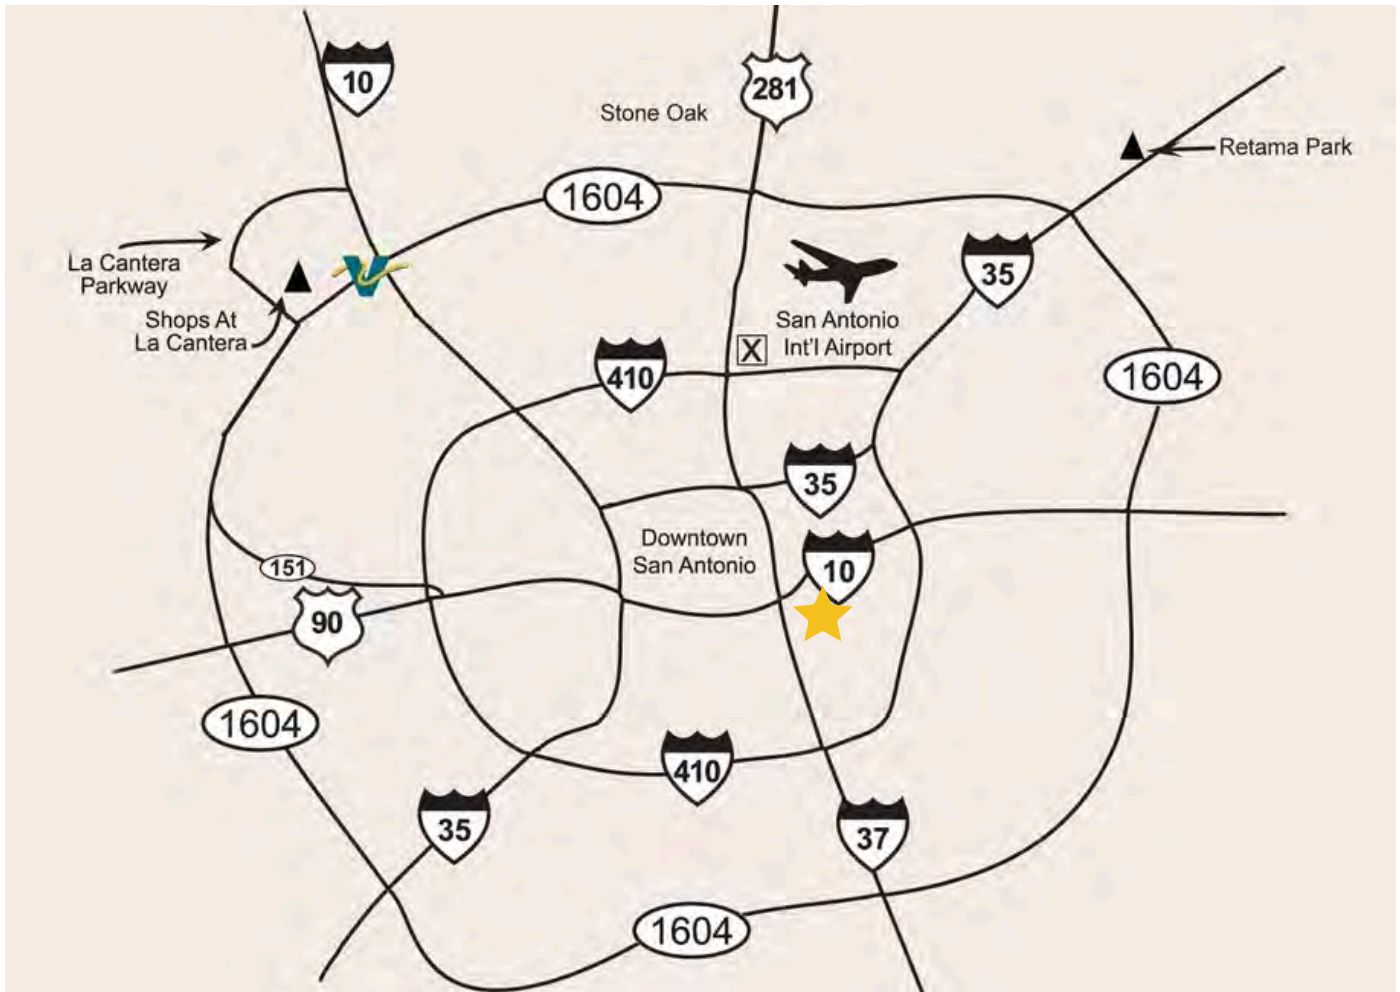 10
281
Stone Oak
Retama Park
1604
La Cantera
Parkway
35
Shops At
La Cantera
San Antonio
Int'l Airport
X
410
1604
35
Downtown
San Antonio
10
151
90
1604
410
35
37
1604